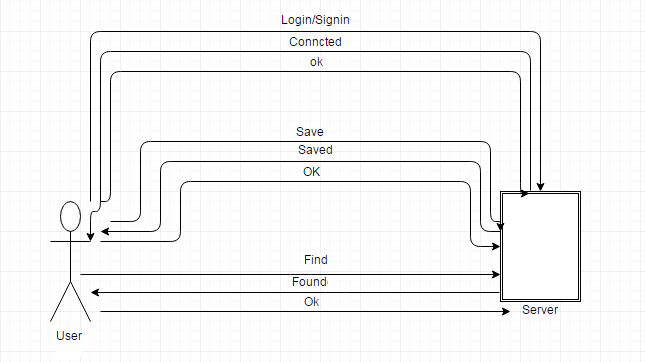 Login/Signin
Conncted
ok
Save
Saved
OK
Find
Found
Ok
Server
User